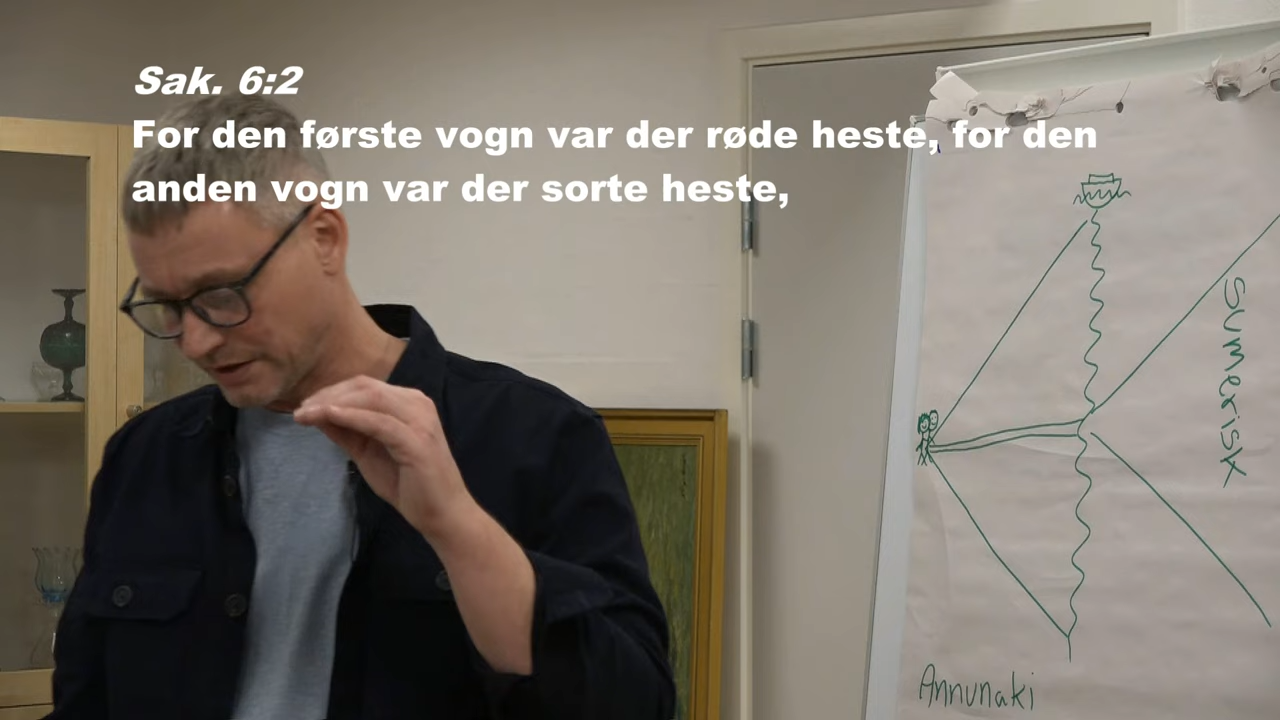 Sak. 6:2
For den første vogn var der røde heste, for den
anden vogn var der sorte heste,
Sumerisk
Annunaki